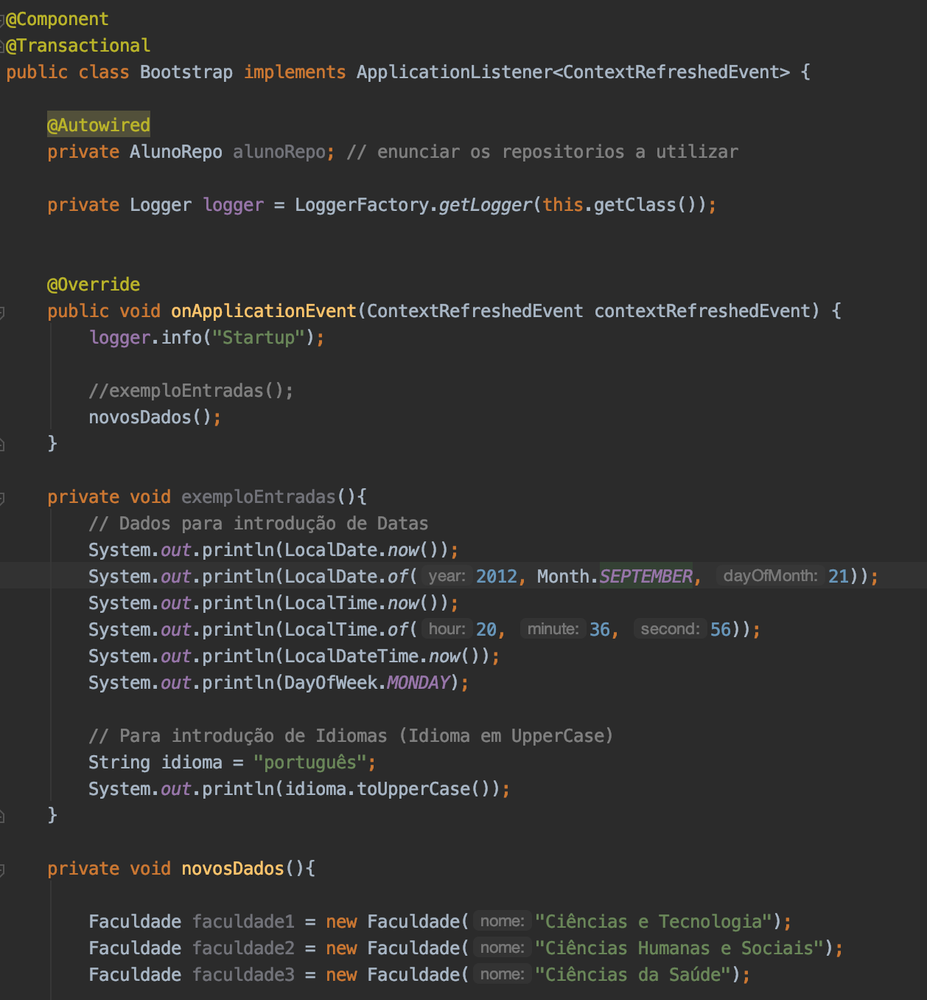 @Component
@Transactional
public class Bootstrap implements ApplicationListener<ContextRefreshedEvent> {
@Autowired
private AlunoRepo alunoRepo; // enunciar os repositorios a utilizar
private Logger logger = LoggerFactory.getLogger(this.getClass());
@Override
public void onApplicationEvent(ContextRefreshedEvent contextRefreshedEvent) {
logger.info("Startup");
//exemploEntradas();
novosDados();
}
private void exemploEntradas(){
// Dados para introdução de Datas
System.out.println(LocalDate.now());
System.out.println(LocalDate.of( year: 2012, Month.SEPTEMBER, dayOfMonth: 21));
System.out.println(LocalTime.now());
System.out.println(LocalTime.of( hour: 20, minute: 36, second: 56));
System.out.println(LocalDateTime.now());
System.out.println(DayOfWeek.MONDAY);
// Para introdução de Idiomas (Idioma em UpperCase)
String idioma = "português";
System.out.println(idioma.toUpperCase());
}
private void novosDados(){
Faculdade faculdade1 = new Faculdade( nome: "Ciências e Tecnologia");
Faculdade faculdade2 = new Faculdade( nome: "Ciências Humanas e Sociais");
Faculdade faculdade3 = new Faculdade( nome: "Ciências da Saúde");